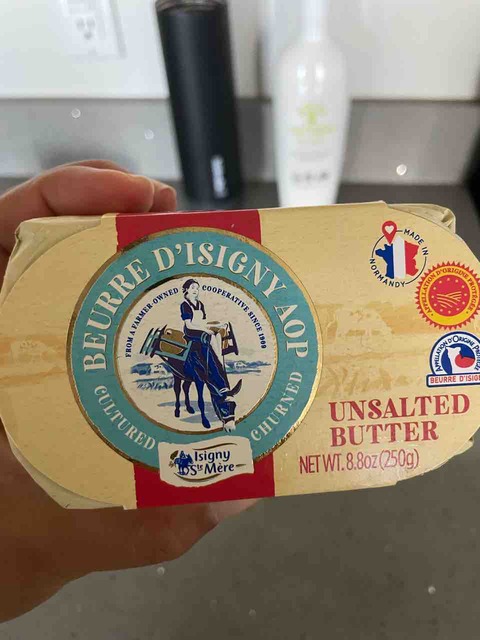 BEURRE D'ISIGNY AOP
FROM A FARMER-OWNED COOPERATIVE SINCE 1909
CULTURED CHURNED
Isigny
Ste Mère
MADE IN
NORMANDY
APPELLATION D'ORIGINE PROTÉGÉE
BEURRE D'ISIGN
UNSALTED
BUTTER
NET WT. 8.8oz (250g)